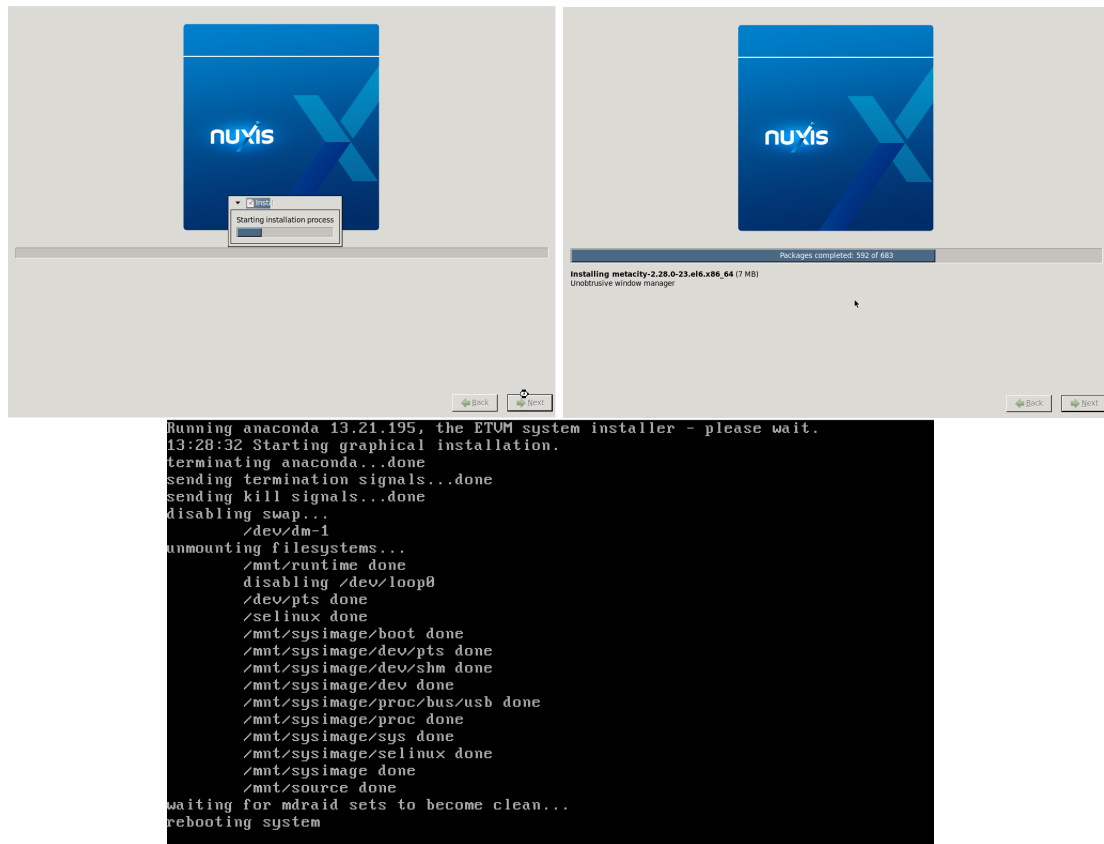 nuxis
Insta
Starting installation process
Back
Next
nuxis
Packages completed: 592 of 683
Installing metacity-2.28.0-23.el6.x86_64 (7 MB)
Unobtrusive window manager
Back
Next
Running anaconda 13.21.195, the ETVM system installer - please wait.
13:28:32 Starting graphical installation.
terminating anaconda...done
sending termination signals...done
sending kill signals...done
disabling swap...
/dev/dm-1
unmounting filesystems...
/mnt/runtime done
disabling /dev/loop0
/dev/pts done
/selinux done
/mnt/sysimage/boot done
/mnt/sysimage/dev/pts done
/mnt/sysimage/dev/shm done
/mnt/sysimage/dev done
/mnt/sysimage/proc/bus/usb done
/mnt/sysimage/proc done
/mnt/sysimage/sys done
/mnt/sysimage/selinux done
/mnt/sysimage done
/mnt/source done
waiting for mdraid sets to become clean...
rebooting system